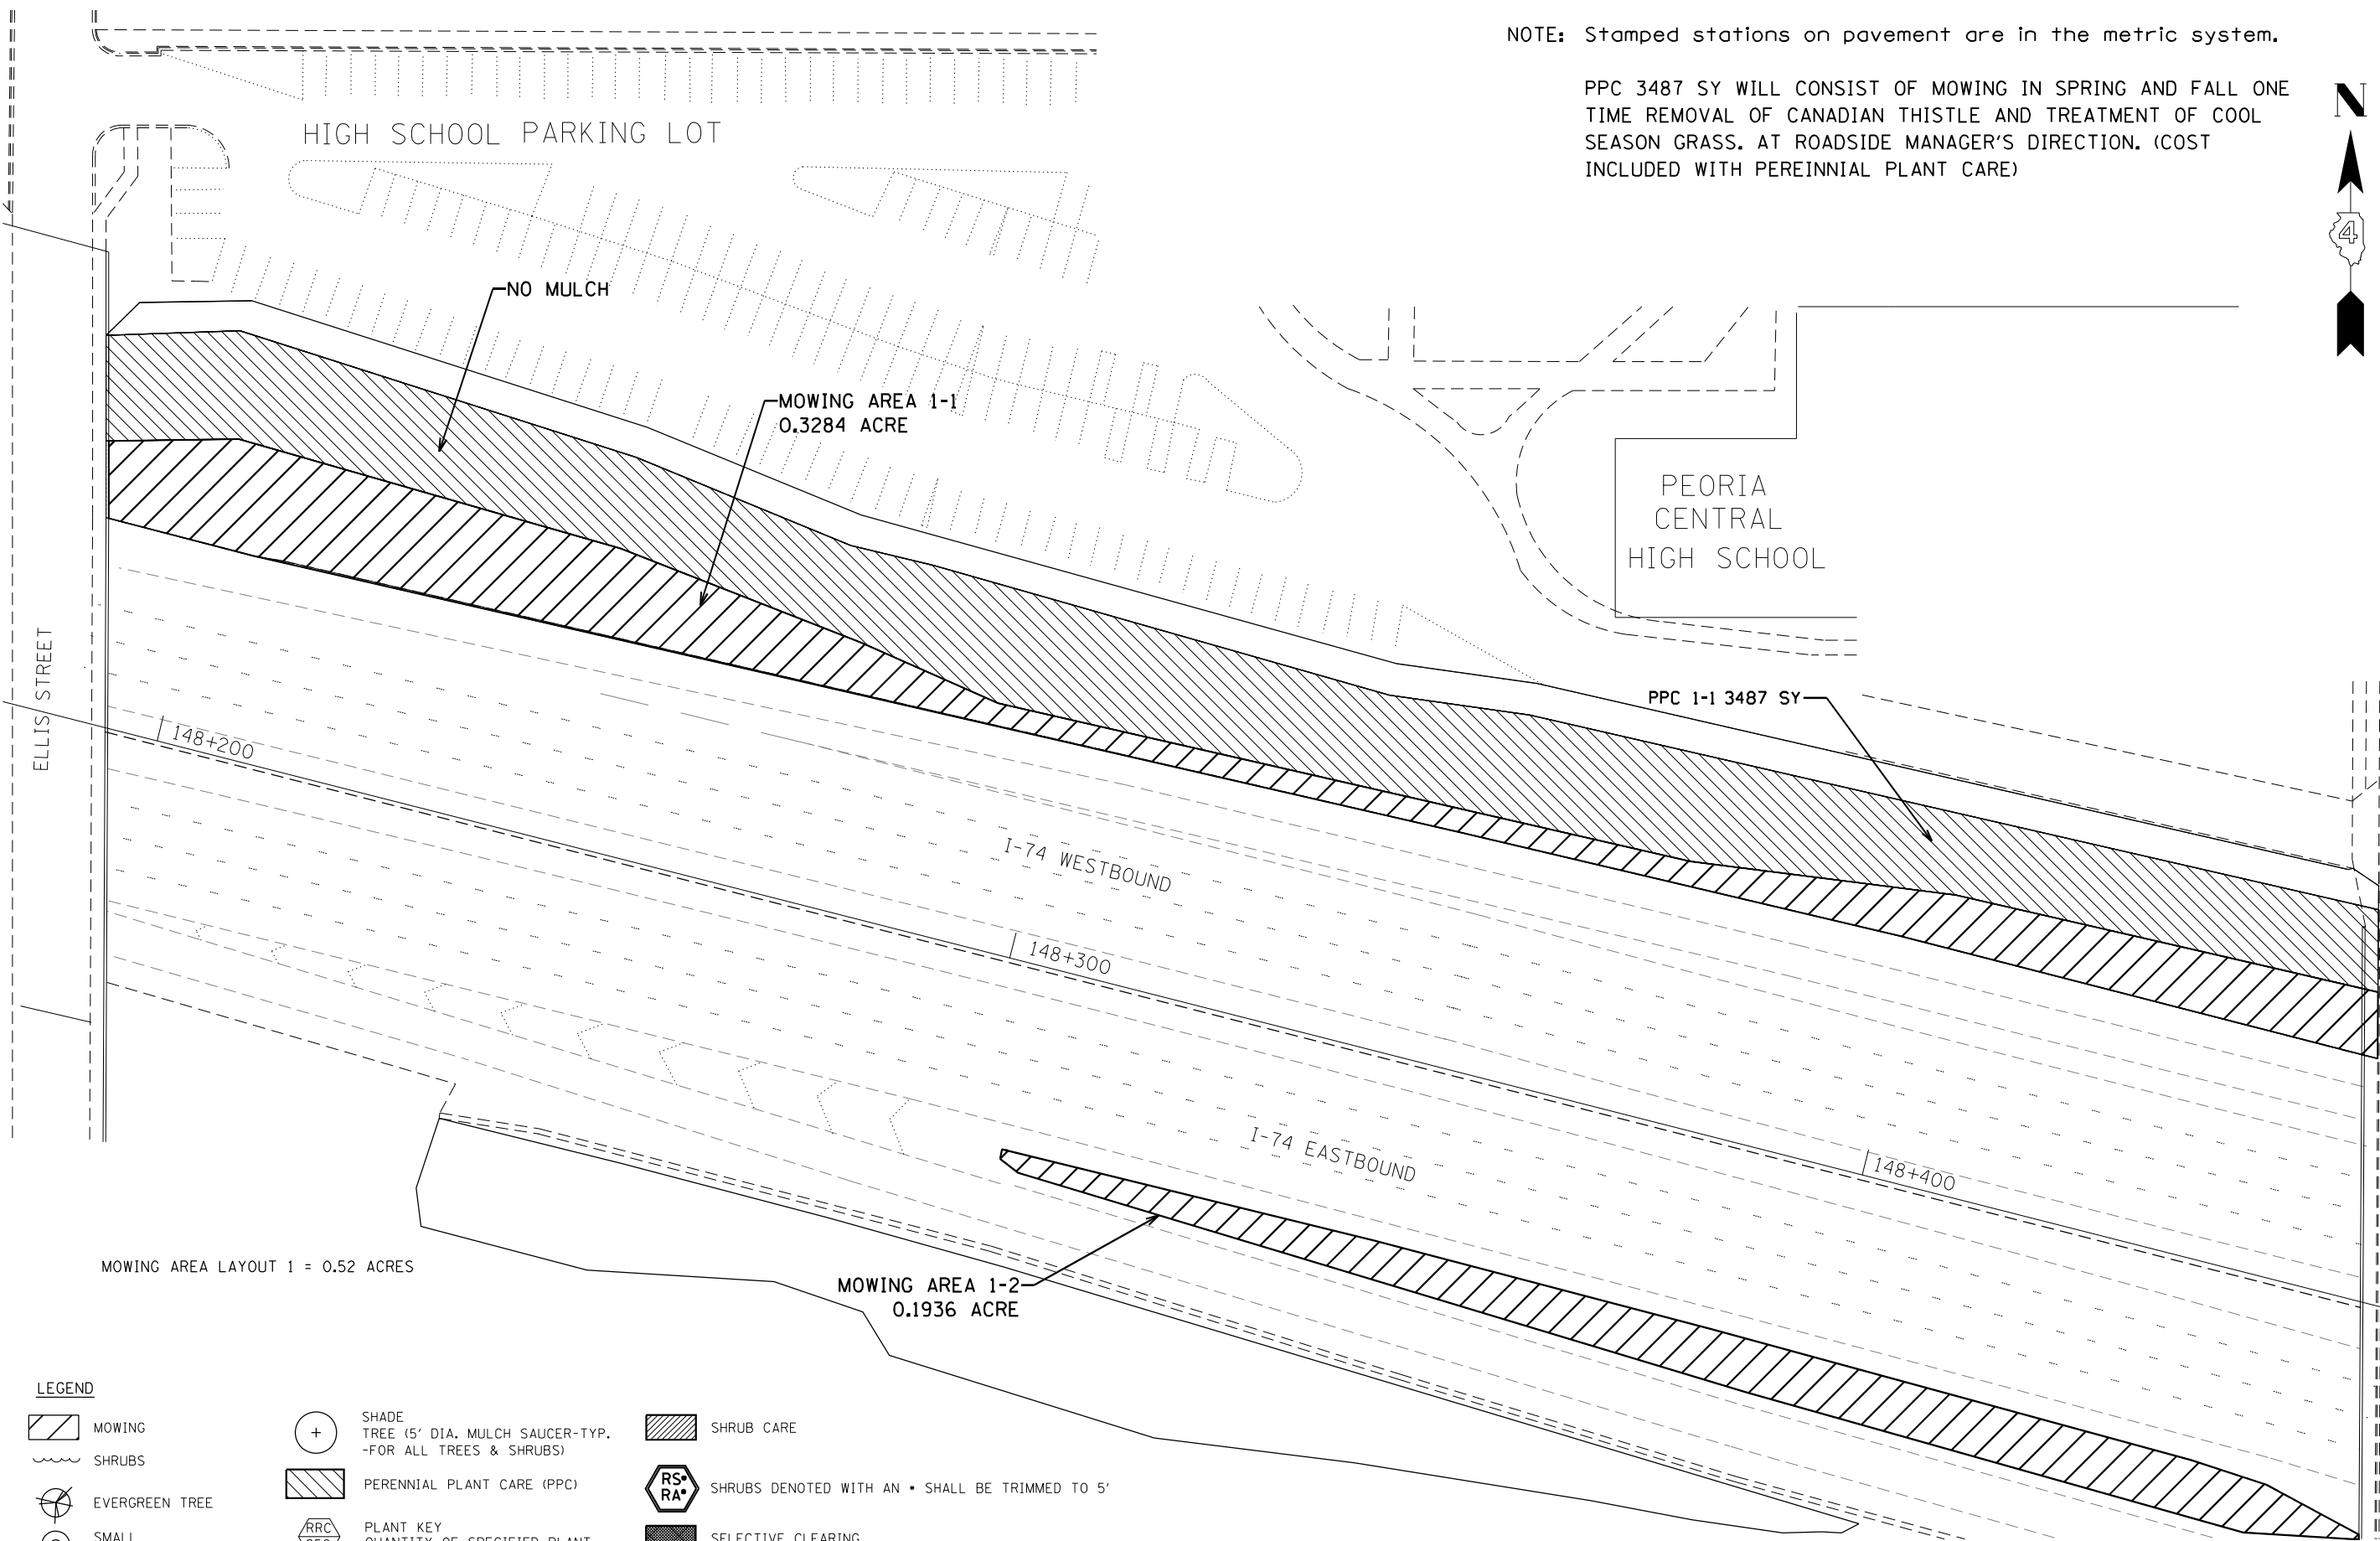 NOTE: Stamped stations on pavement are in the metric system.
PPC 3487 SY WILL CONSIST OF MOWING IN SPRING AND FALL ONE
TIME REMOVAL OF CANADIAN THISTLE AND TREATMENT OF COOL
SEASON GRASS. AT ROADSIDE MANAGER'S DIRECTION. (COST
INCLUDED WITH PEREINNIAL PLANT CARE)
N
4
HIGH SCHOOL PARKING LOT
NO MULCH
MOWING AREA 1-1
0.3284 ACRE
PEORIA
CENTRAL
HIGH SCHOOL
PPC 1-1 3487 SY
ELLIS STREET
148+200
I-74 WESTBOUND
148+300
I-74 EASTBOUND
148+400
MOWING AREA LAYOUT 1 = 0.52 ACRES
MOWING AREA 1-2
0.1936 ACRE
LEGEND
MOWING
SHRUBS
EVERGREEN TREE
SMALL
SHADE
TREE (5' DIA. MULCH SAUCER-TYP.
-FOR ALL TREES & SHRUBS)
PERENNIAL PLANT CARE (PPC)
RRC
PLANT KEY
QUANTITY OF SPECIFIED PLANT
SHRUB CARE
RS*
RA*
SHRUBS DENOTED WITH AN * SHALL BE TRIMMED TO 5'
SELECTIVE CLEARING